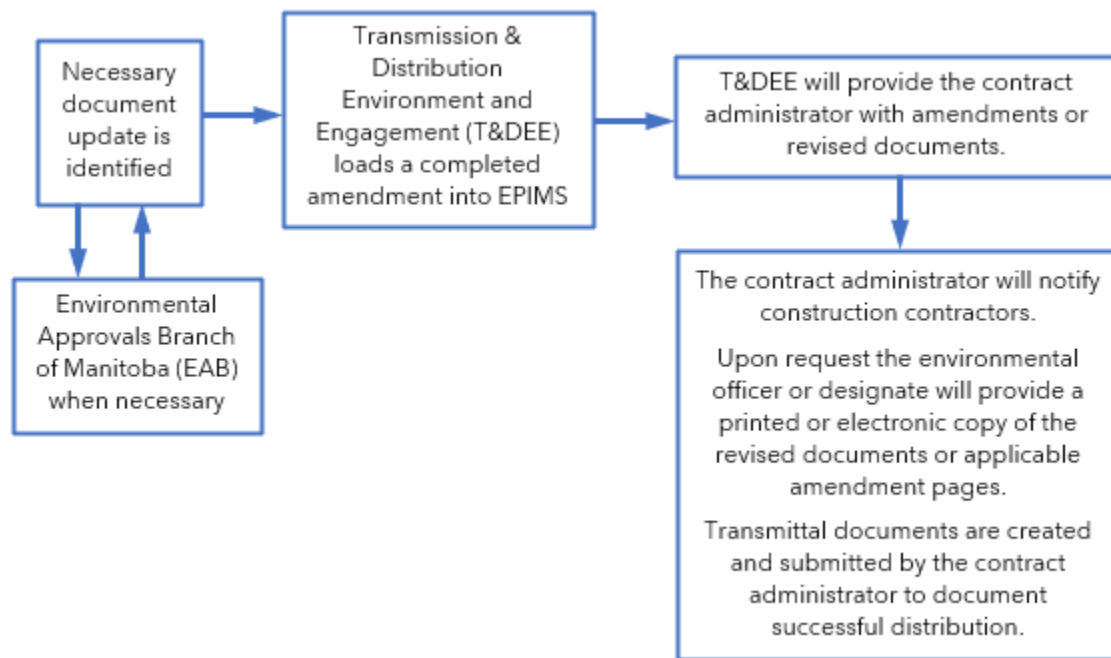 Necessary
document
update is
identified
Transmission &
Distribution
Environment and
Engagement (T&DEE)
loads a completed
amendment into EPIMS
T&DEE will provide the contract
administrator with amendments or
revised documents.
Environmental
Approvals Branch
of Manitoba (EAB)
when necessary
The contract administrator will notify
construction contractors.
Upon request the environmental
officer or designate will provide a
printed or electronic copy of the
revised documents or applicable
amendment pages.
Transmittal documents are created
and submitted by the contract
administrator to document
successful distribution.